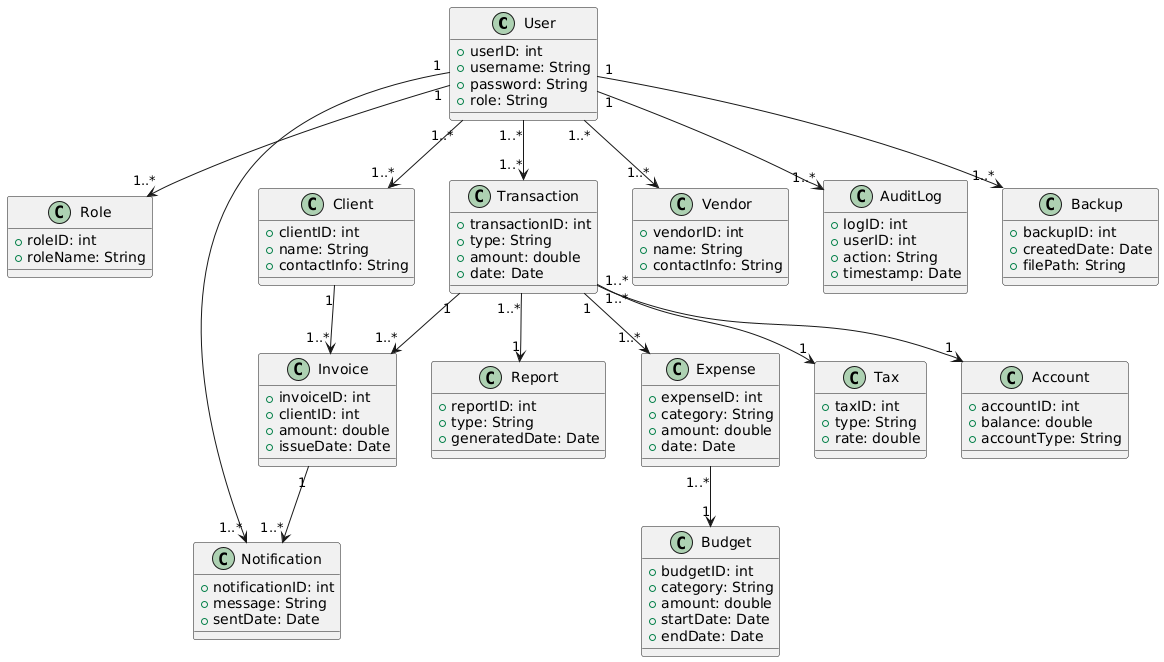 C User
userID: int
username: String
password: String
role: String
1
1
1
1
1..*
1..*
1..*
1..*
1..*
1..*
1..*
1..*
1..*
C Role
roleID: int
roleName: String
C Client
clientID: int
name: String
contactInfo: String
C Transaction
transactionID: int
type: String
amount: double
date: Date
C Vendor
vendorID: int
name: String
contactInfo: String
C AuditLog
logID: int
userID: int
action: String
timestamp: Date
C Backup
backupID: int
createdDate: Date
filePath: String
1
1
1..*
1
1..*
1..*
1..*
1..*
1
1..*
1
1
C Invoice
invoiceID: int
clientID: int
amount: double
issueDate: Date
C Report
reportID: int
type: String
generatedDate: Date
C Expense
expenseID: int
category: String
amount: double
date: Date
C Tax
taxID: int
type: String
rate: double
C Account
accountID: int
balance: double
accountType: String
1
1..*
1..*
1..*
1
C Notification
notificationID: int
message: String
sentDate: Date
C Budget
budgetID: int
category: String
amount: double
startDate: Date
endDate: Date